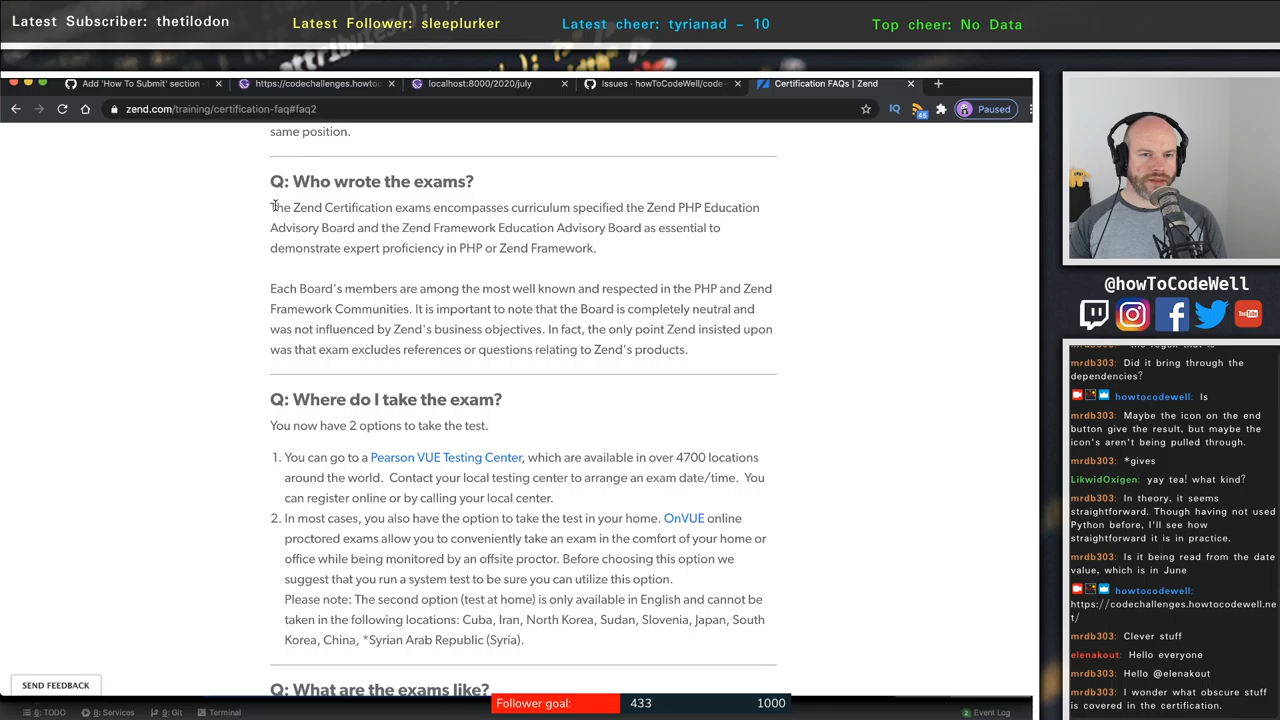 Latest Subscriber: thetilodon
Latest Follower: sleeplurker
Latest cheer: tyrianad - 10
Top cheer: No Data
Add 'How To Submit' section
https://codechallenges.howtoc
localhost:8000/2020/july
Issues · howToCodeWell/code-
Certification FAQs | Zend
zend.com/training/certification-faq#faq2
Paused
same position.
Q: Who wrote the exams?
The Zend Certification exams encompasses curriculum specified the Zend PHP Education
Advisory Board and the Zend Framework Education Advisory Board as essential to
demonstrate expert proficiency in PHP or Zend Framework.
Each Board's members are among the most well known and respected in the PHP and Zend
Framework Communities. It is important to note that the Board is completely neutral and
was not influenced by Zend's business objectives. In fact, the only point Zend insisted upon
was that exam excludes references or questions relating to Zend's products.
Q: Where do I take the exam?
You now have 2 options to take the test.
1. You can go to a Pearson VUE Testing Center, which are available in over 4700 locations
around the world. Contact your local testing center to arrange an exam date/time. You
can register online or by calling your local center.
2. In most cases, you also have the option to take the test in your home. OnVUE online
proctored exams allow you to conveniently take an exam in the comfort of your home or
office while being monitored by an offsite proctor. Before choosing this option we
suggest that you run a system test to be sure you can utilize this option.
Please note: The second option (test at home) is only available in English and cannot be
taken in the following locations: Cuba, Iran, North Korea, Sudan, Slovenia, Japan, South
Korea, China, *Syrian Arab Republic (Syria).
Q: What are the exams like?
SEND FEEDBACK
Follower goal: 433 1000
6: TODO
8: Services
9: Git
Terminal
2 Event Log
@howToCodeWell
mrdb303: Did it bring through the
dependencies?
howtocodewell: Is
mrdb303: Maybe the icon on the end
button give the result, but maybe the
icon's aren't being pulled through.
mrdb303: *gives
LikwidOxigen: yay tea! what kind?
mrdb303: In theory, it seems
straightforward. Though having not used
Python before, I'll see how
straightforward it is in practice.
mrdb303: Is it being read from the date
value, which is in June
howtocodewell:
https://codechallenges.howtocodewell.ne
t/
mrdb303: Clever stuff
elenakout: Hello everyone
mrdb303: Hello @elenakout
mrdb303: I wonder what obscure stuff
is covered in the certification.